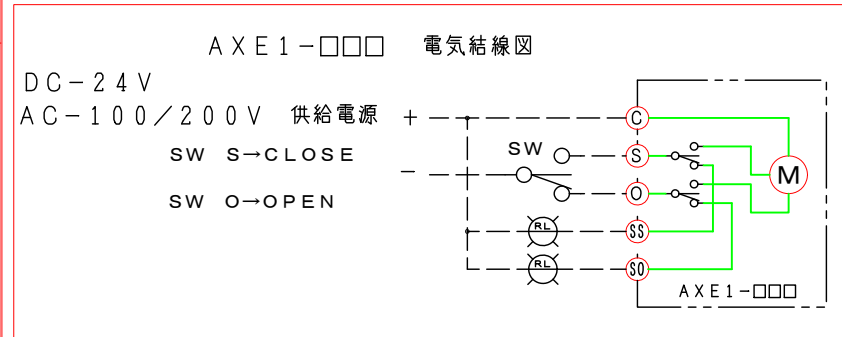 AXE1-□□□ 電気結線図
DC-24V
AC-100/200V 供給電源 +
SW S→CLOSE
-
SW O→OPEN
SW
C
S
O
SS
SO
RL
RL
M
AXE1-□□□